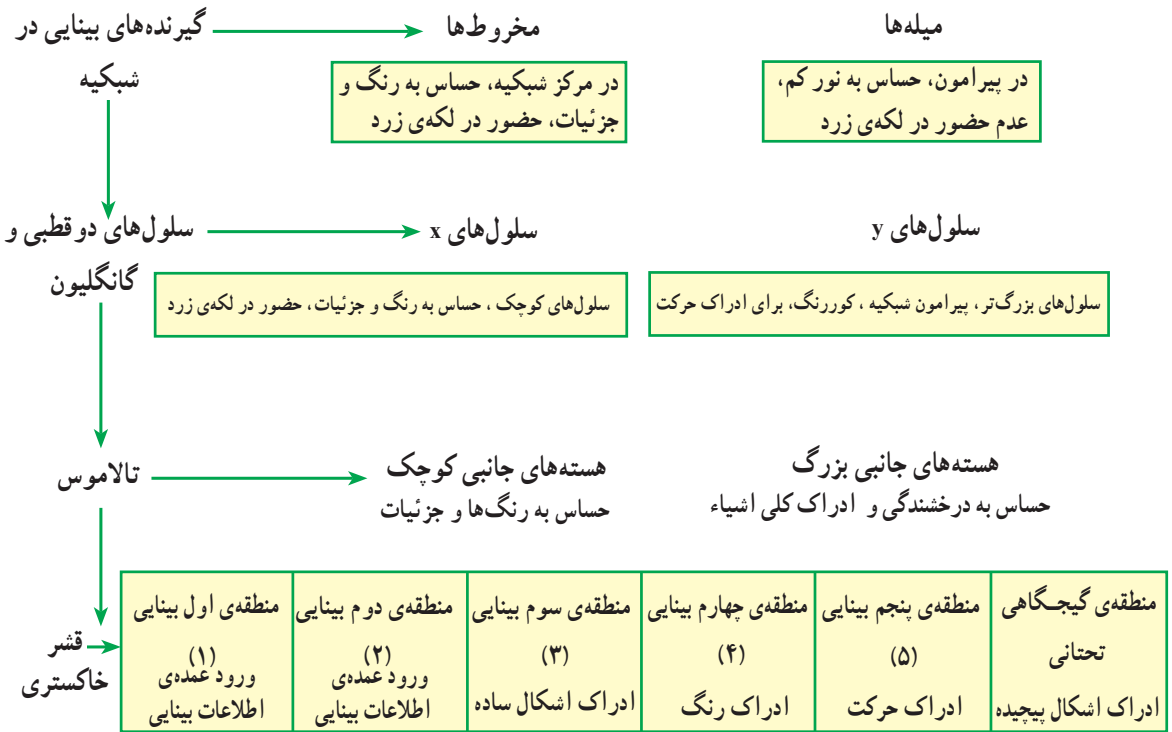 گیرنده‌های بینایی در
شبکیه
مخروط‌ها
در مرکز شبکیه، حساس به رنگ و
جزئیات، حضور در لکه‌ی زرد
میله‌ها
در پیرامون، حساس به نور کم،
عدم حضور در لکه‌ی زرد
سلول‌های دوقطبی و
گانگلیون
سلول‌های x
سلول‌های کوچک ، حساس به رنگ و جزئیات، حضور در لکه‌ی زرد
سلول‌های y
سلول‌های بزرگ‌تر، پیرامون شبکیه ، کوررنگ، برای ادراک حرکت
تالاموس
هسته‌های جانبی کوچک
حساس به رنگ‌ها و جزئیات
هسته‌های جانبی بزرگ
حساس به درخشندگی و ادراک کلی اشیاء
قشر
خاکستری
منطقه‌ی اول بینایی
(۱)
ورود عمده‌ی
اطلاعات بینایی
منطقه‌ی دوم بینایی
(۲)
ورود عمده‌ی
اطلاعات بینایی
منطقه‌ی سوم بینایی
(۳)
ادراک اشکال ساده
منطقه‌ی چهارم بینایی
(۴)
ادراک رنگ
منطقه‌ی پنجم بینایی
(۵)
ادراک حرکت
منطقه‌ی گیجگاهی
تحتانی
ادراک اشکال پیچیده